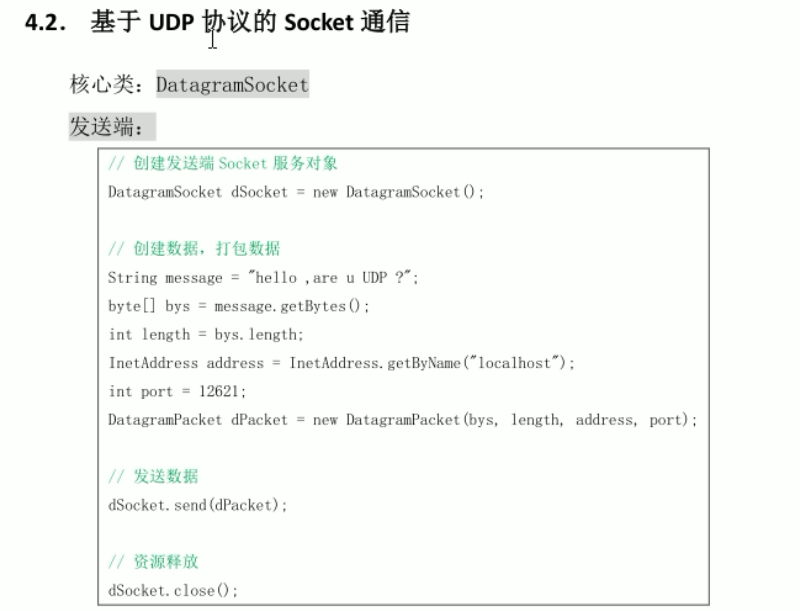 4.2. 基于 UDP 协议的 Socket 通信
核心类：DatagramSocket
发送端：
// 创建发送端 Socket 服务对象
DatagramSocket dSocket = new DatagramSocket();
// 创建数据，打包数据
String message = "hello ,are u UDP ?";
byte[] bys = message.getBytes();
int length = bys.length;
InetAddress address = InetAddress.getByName("localhost");
int port = 12621;
DatagramPacket dPacket = new DatagramPacket(bys, length, address, port);
// 发送数据
dSocket.send(dPacket);
// 资源释放
dSocket.close();